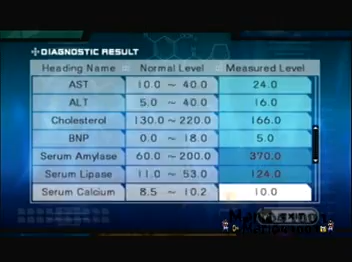 DIAGNOSTIC RESULT
Heading Name Normal Level Measured Level
AST 10.0 ~ 40.0 24.0
ALT 5.0 ~ 40.0 16.0
Cholesterol 130.0 ~ 220.0 166.0
BNP 0.0 ~ 18.0 5.0
Serum Amylase 60.0 ~ 200.0 370.0
Serum Lipase 11.0 ~ 53.0 124.0
Serum Calcium 8.5 ~ 10.2 10.0